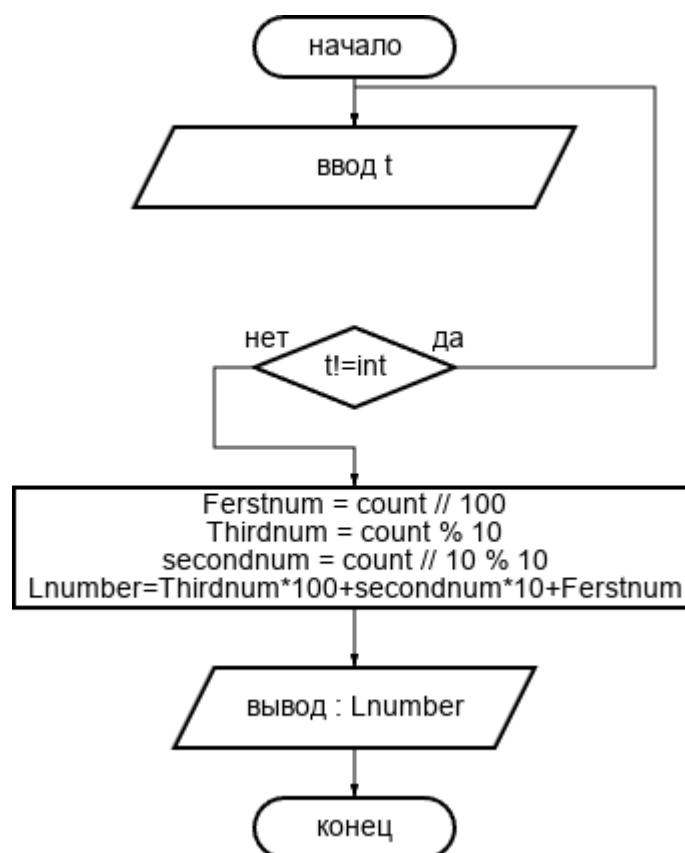 начало
ввод t
нет
да
t!=int
Ferstnum = count // 100
Thirdnum = count % 10
secondnum = count // 10 % 10
Lnumber=Thirdnum*100+secondnum*10+Ferstnum
вывод : Lnumber
конец